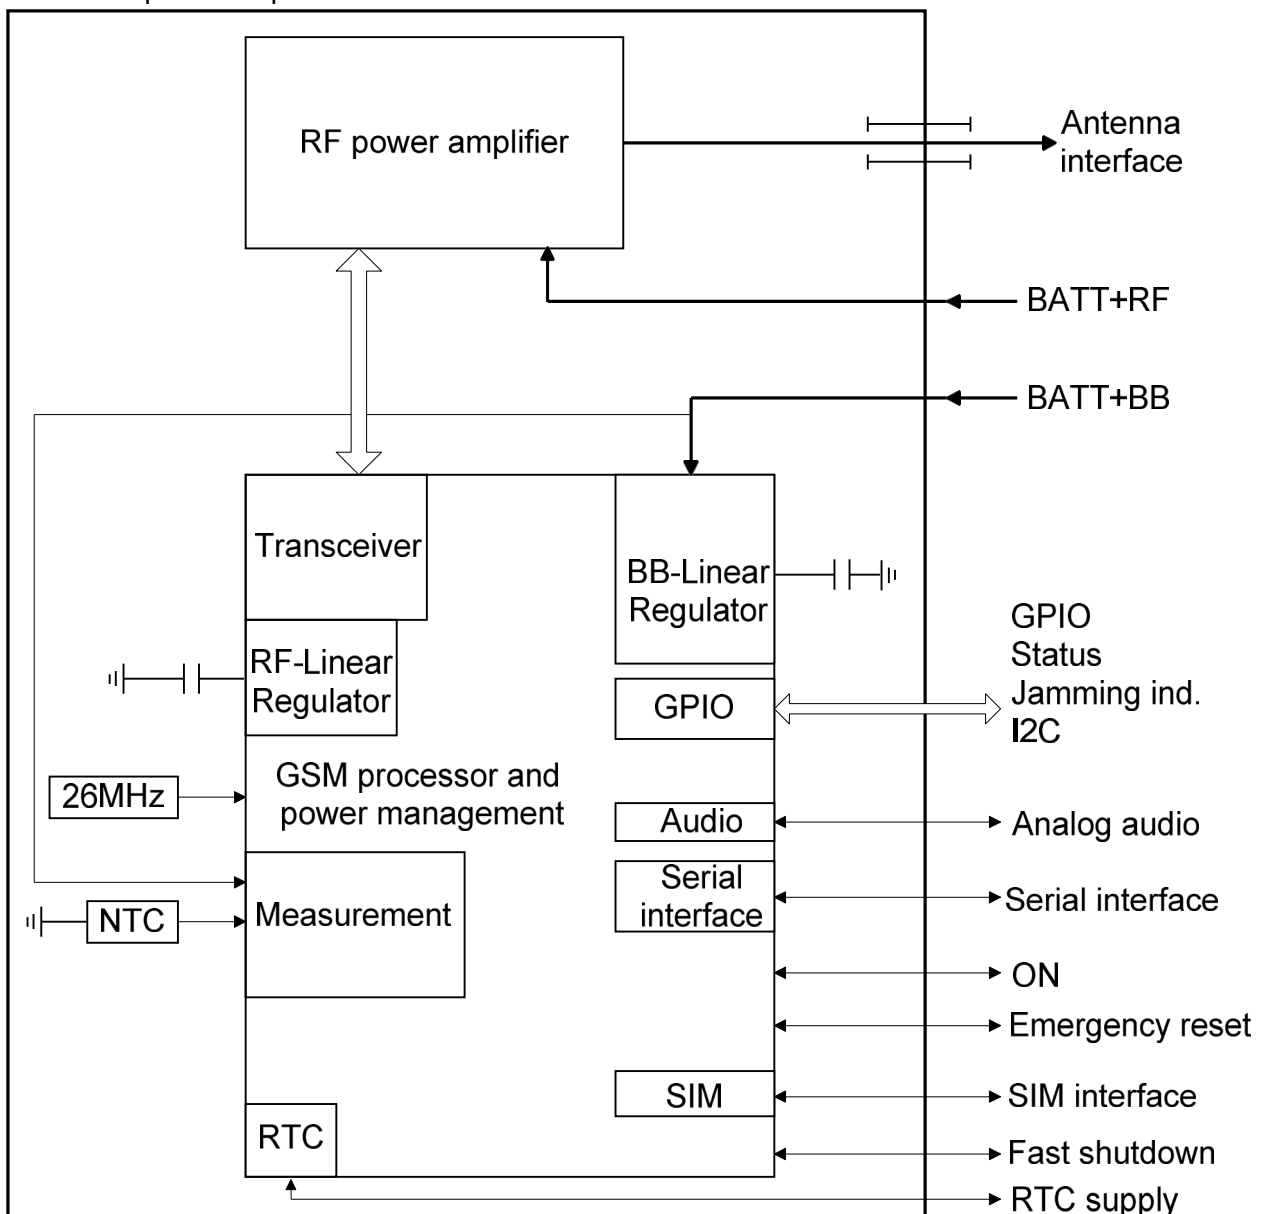 RF power amplifier
Antenna
interface
BATT+RF
BATT+BB
Transceiver
BB-Linear
Regulator
RF-Linear
Regulator
GPIO
GPIO
Status
Jamming ind.
I2C
26MHz
GSM processor and
power management
Audio
Analog audio
Serial
interface
Serial interface
NTC
Measurement
ON
Emergency reset
SIM
SIM interface
RTC
Fast shutdown
RTC supply